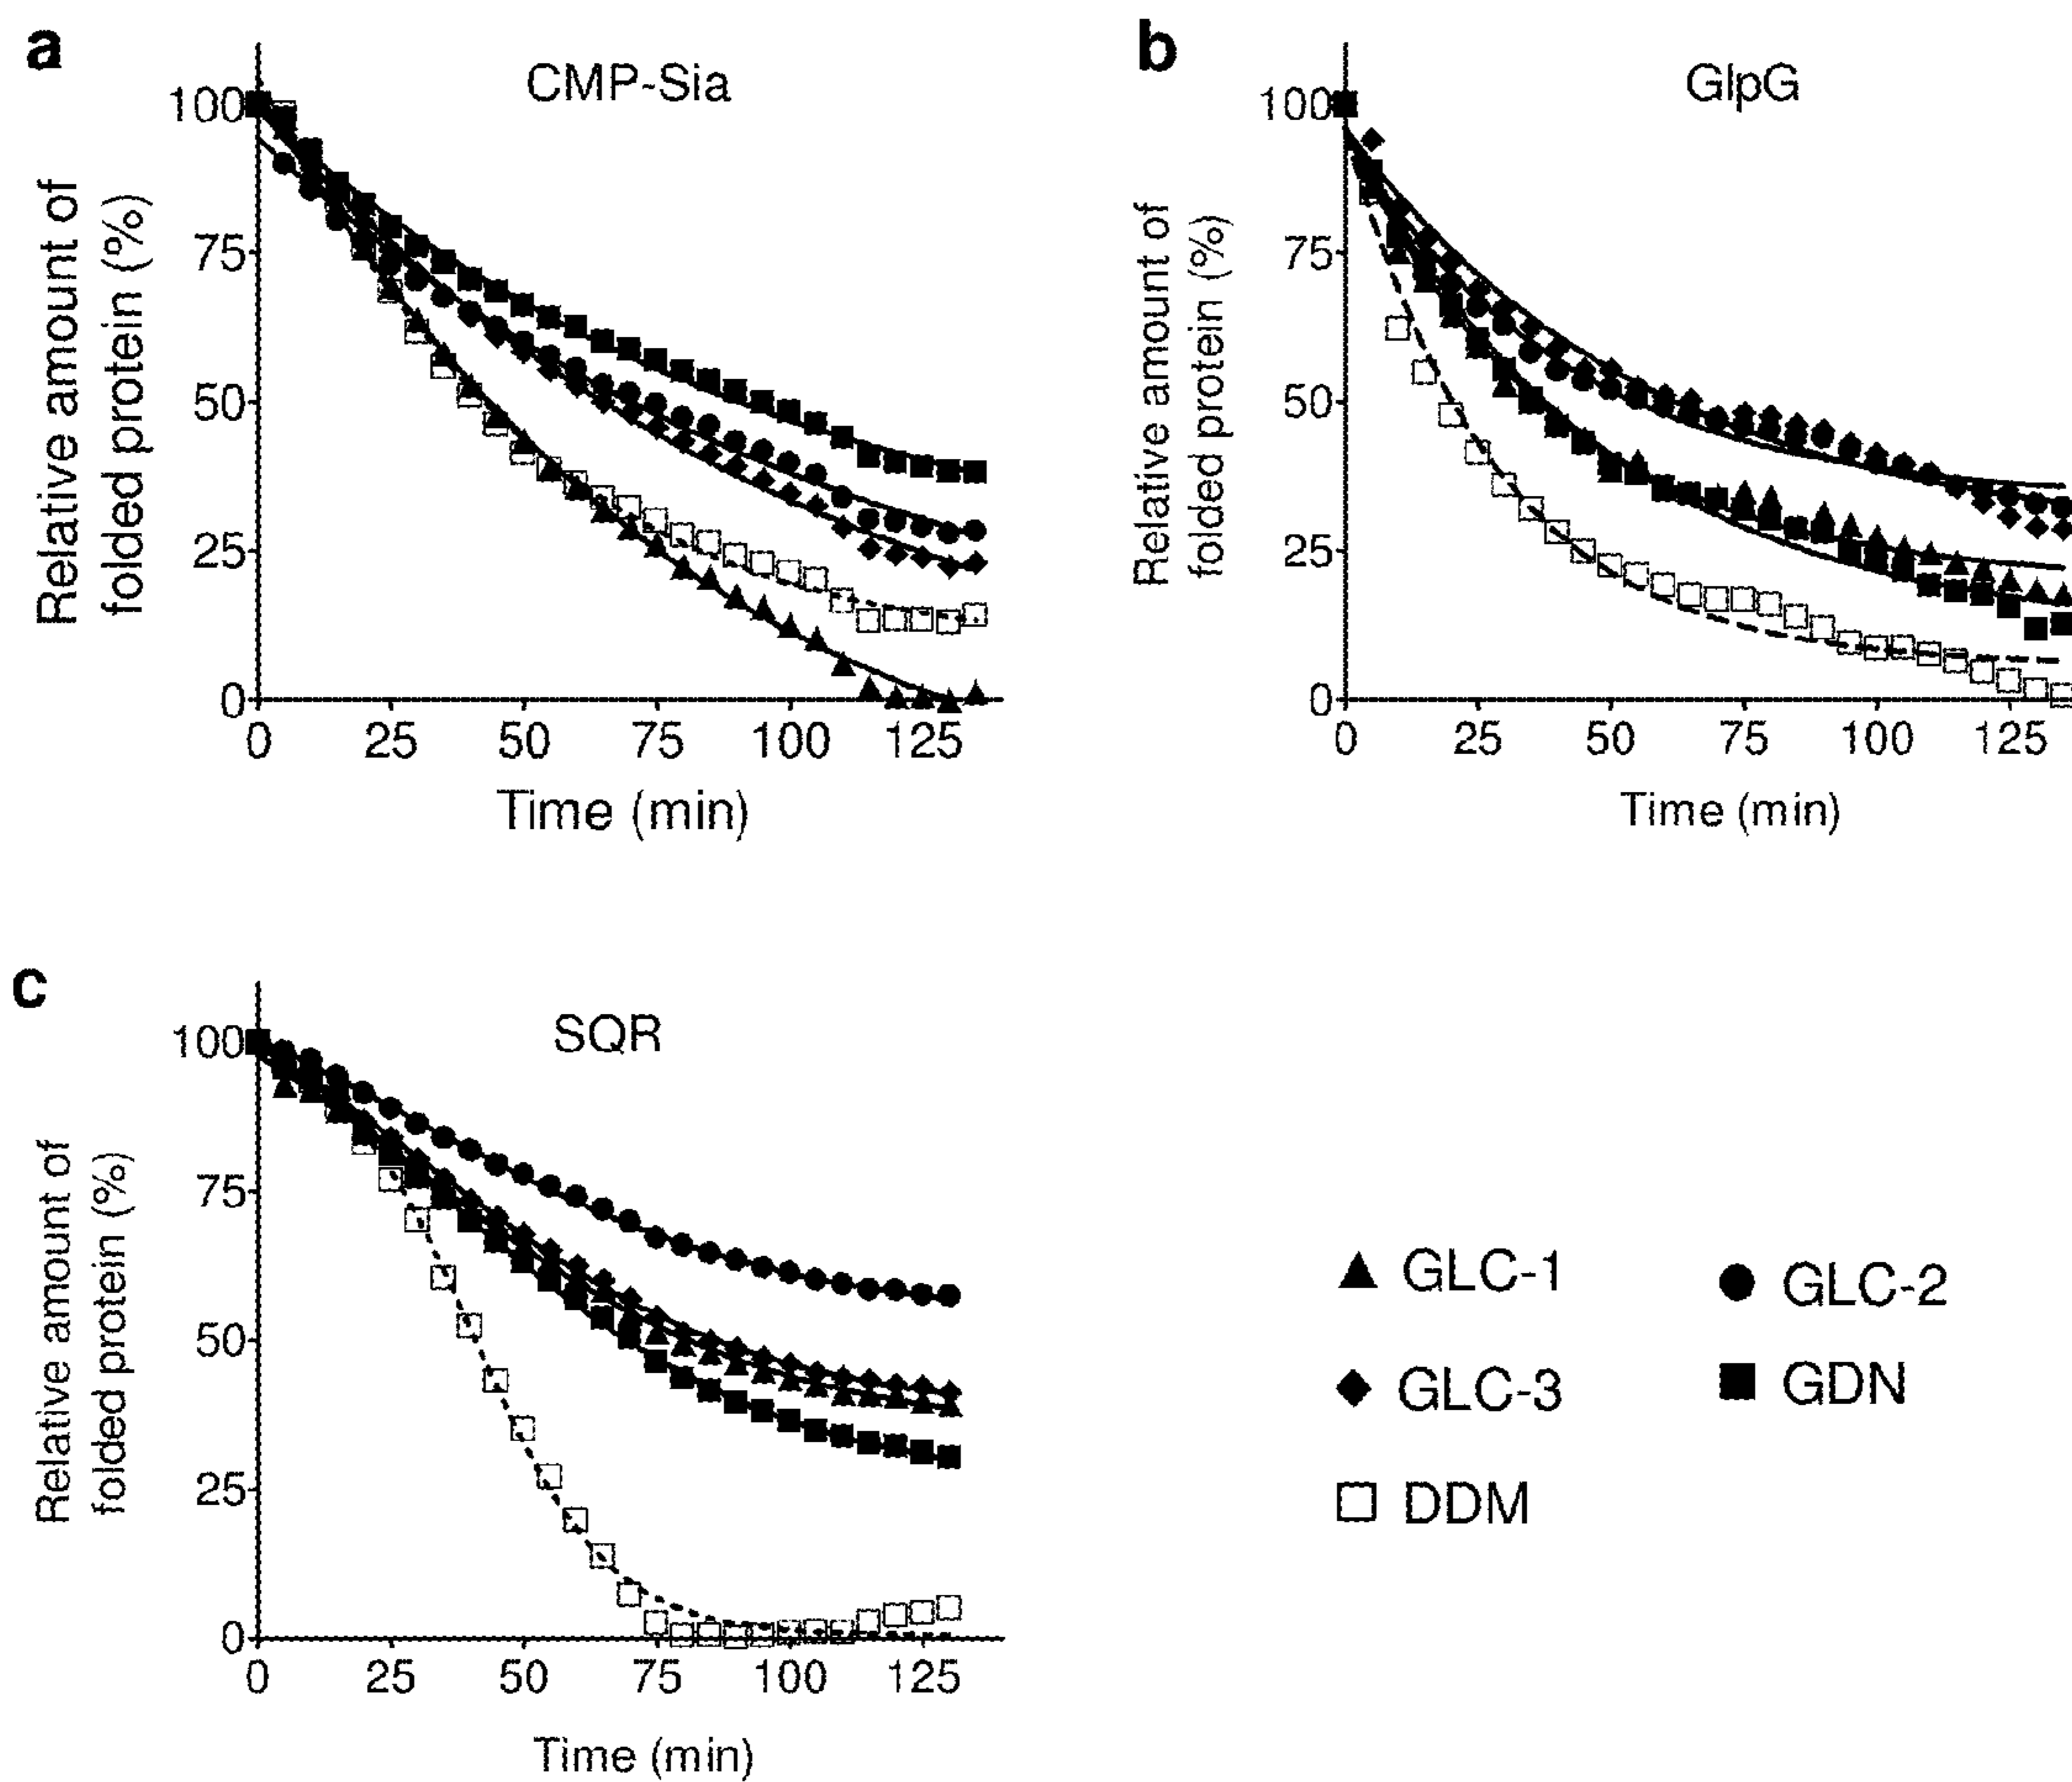 a
CMP-Sia
Relative amount of
folded protein (%)
100
75
50
25
0
0 25 50 75 100 125
Time (min)
b
GlpG
Relative amount of
folded protein (%)
100
75
50
25
0
0 25 50 75 100 125
Time (min)
c
SQR
Relative amount of
folded protein (%)
100
75
50
25
0
0 25 50 75 100 125
Time (min)
GLC-1 GLC-2
GLC-3 GDN
DDM